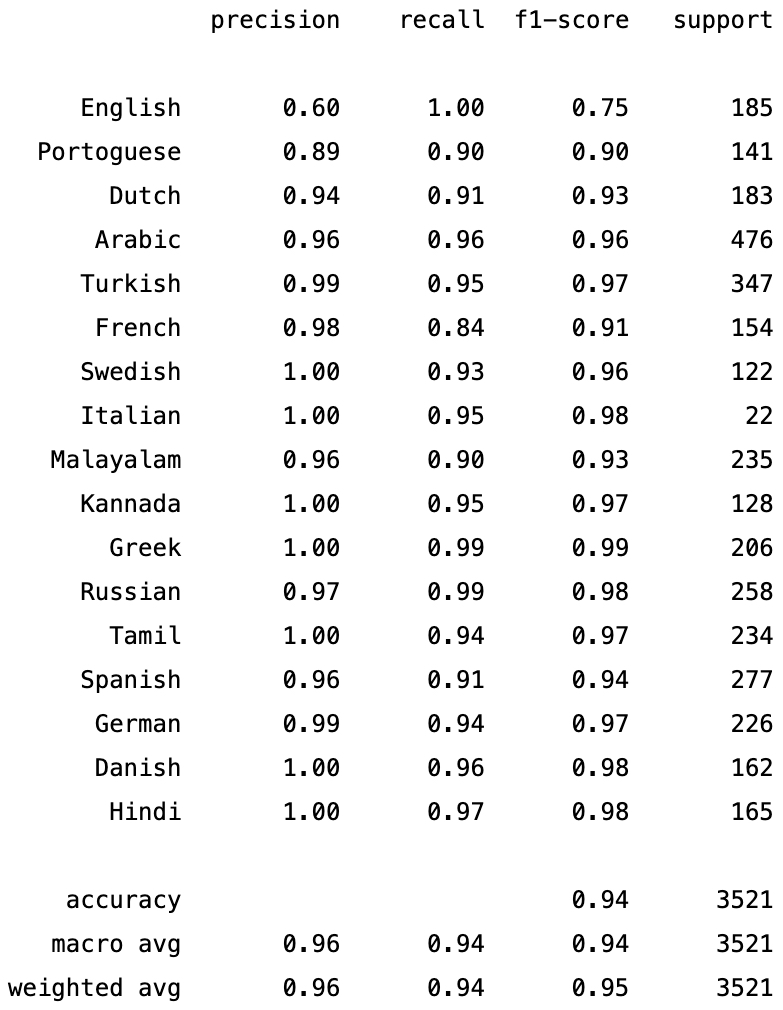 precision recall f1-score support
English 0.60 1.00 0.75 185
Portoguese 0.89 0.90 0.90 141
Dutch 0.94 0.91 0.93 183
Arabic 0.96 0.96 0.96 476
Turkish 0.99 0.95 0.97 347
French 0.98 0.84 0.91 154
Swedish 1.00 0.93 0.96 122
Italian 1.00 0.95 0.98 22
Malayalam 0.96 0.90 0.93 235
Kannada 1.00 0.95 0.97 128
Greek 1.00 0.99 0.99 206
Russian 0.97 0.99 0.98 258
Tamil 1.00 0.94 0.97 234
Spanish 0.96 0.91 0.94 277
German 0.99 0.94 0.97 226
Danish 1.00 0.96 0.98 162
Hindi 1.00 0.97 0.98 165
accuracy 0.94 3521
macro avg 0.96 0.94 0.94 3521
weighted avg 0.96 0.94 0.95 3521